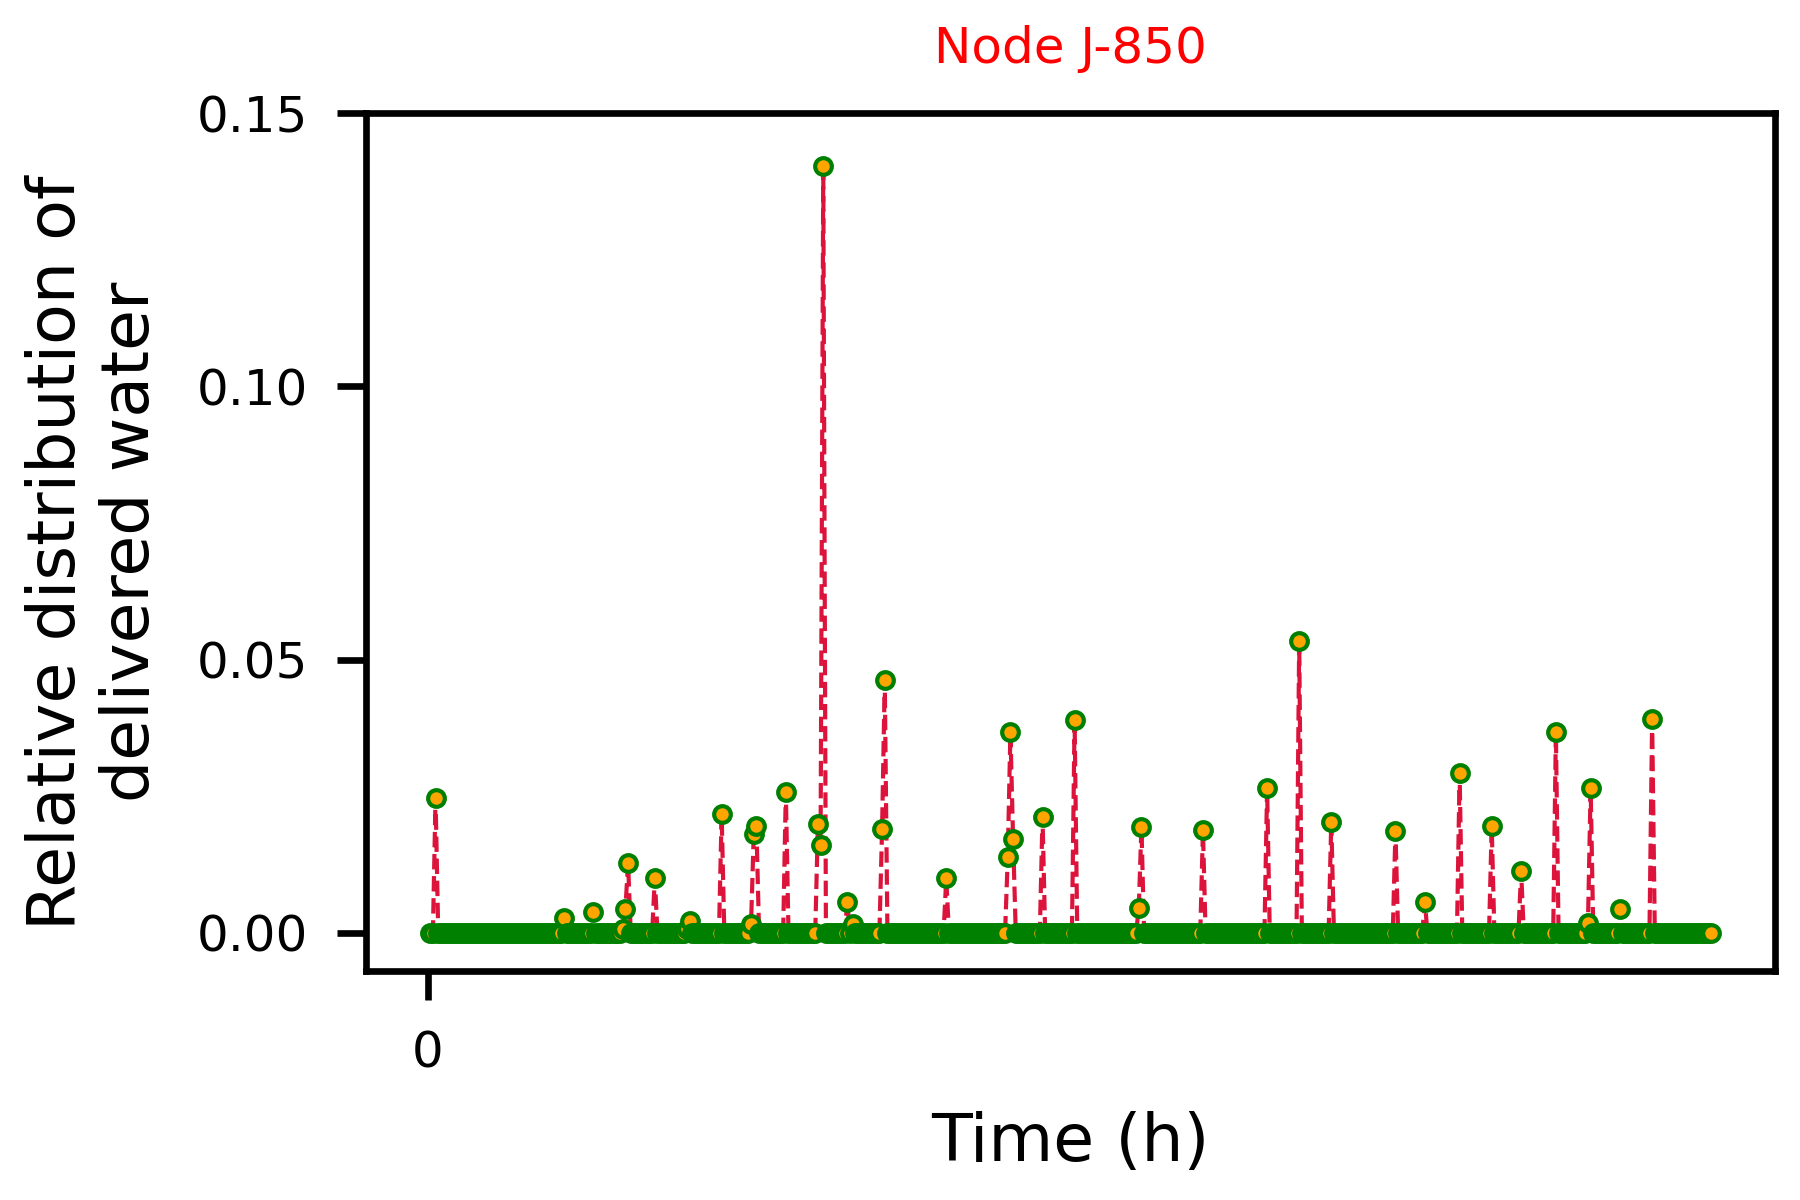 Node J-850
0.15
0.10
0.05
0.00
Relative distribution of
delivered water
0
Time (h)